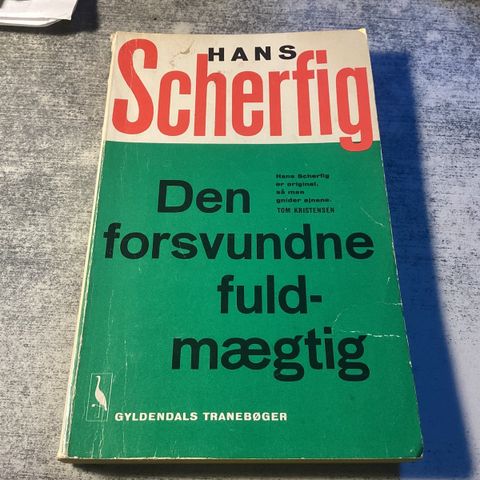 HANS
Scherfig
Hans Scherfig
er original,
så man
gnider øjnene.
TOM KRISTENSEN
Den
forsvundne
fuld-
mægtig
GYLDENDALS TRANEBØGER